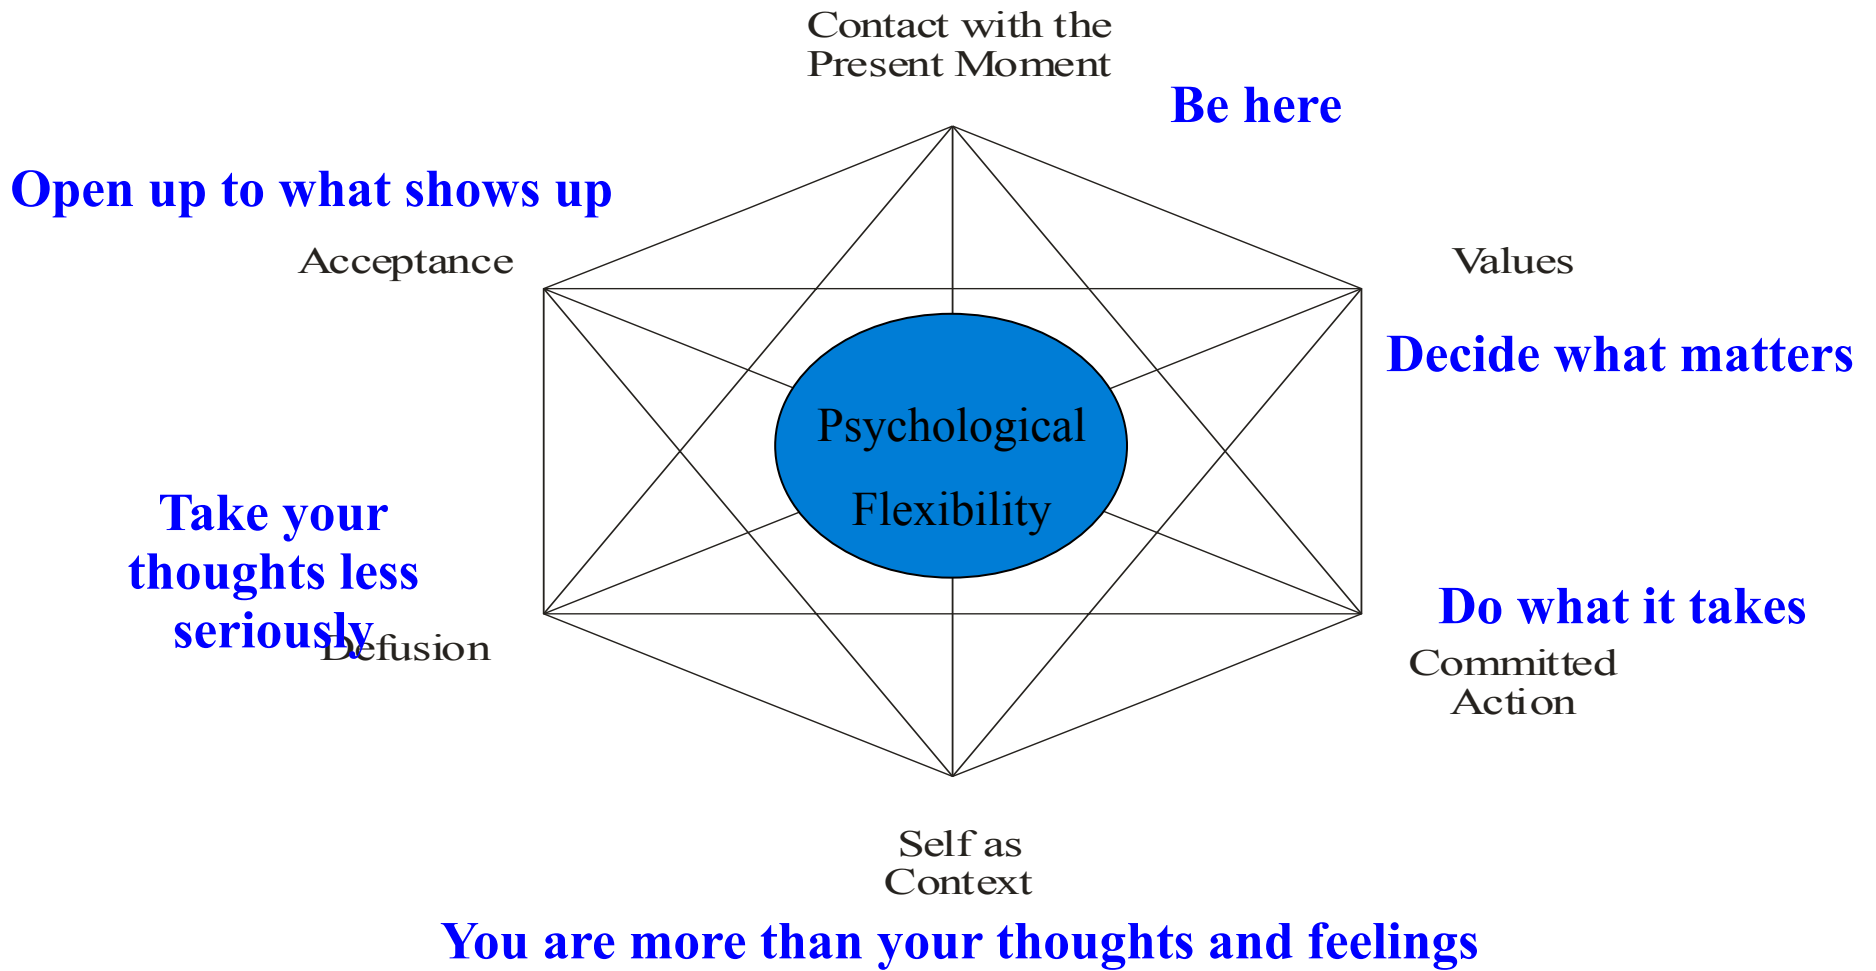 Contact with the
Present Moment
Be here
Open up to what shows up
Acceptance
Values
Decide what matters
Psychological
Flexibility
Take your
thoughts less
seriously
Defusion
Do what it takes
Committed
Action
Self as
Context
You are more than your thoughts and feelings